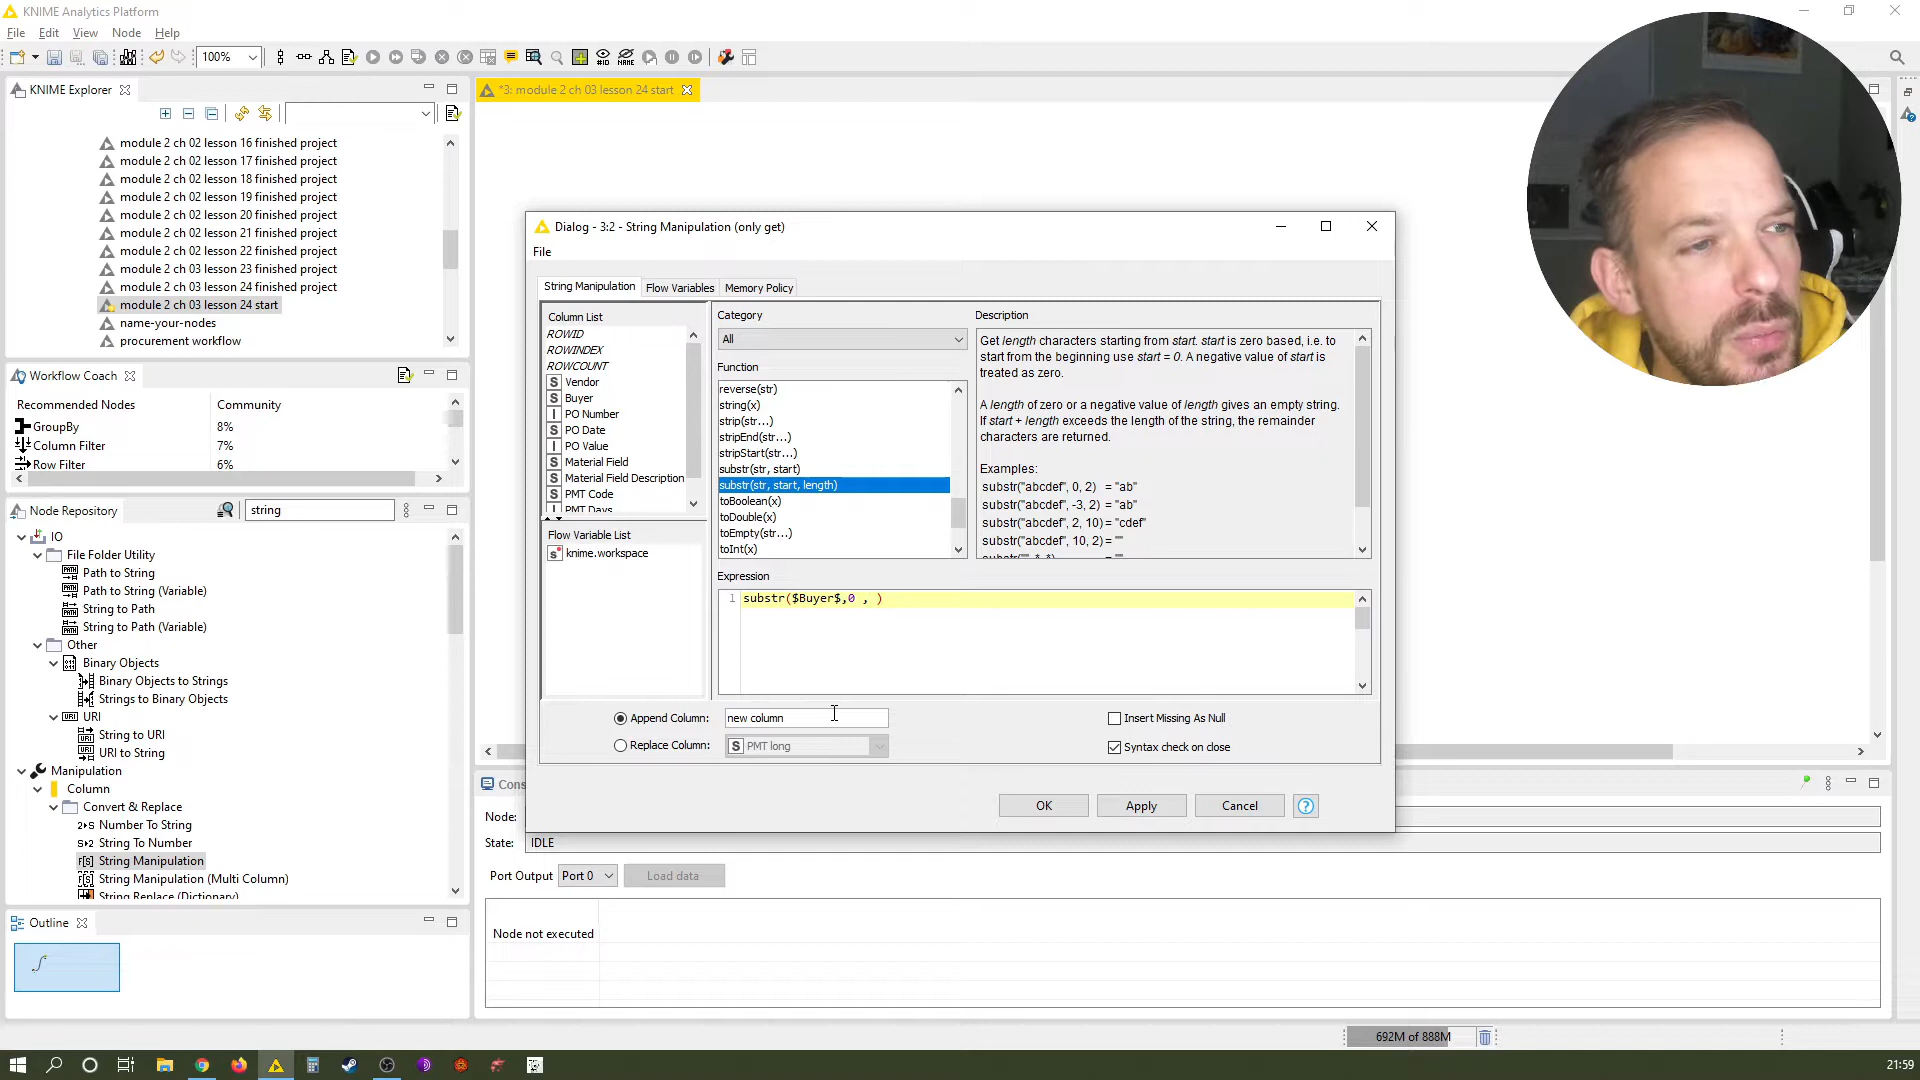 KNIME Analytics Platform
File Edit View Node Help
100%
KNIME Explorer
module 2 ch 02 lesson 16 finished project
module 2 ch 02 lesson 17 finished project
module 2 ch 02 lesson 18 finished project
module 2 ch 02 lesson 19 finished project
module 2 ch 02 lesson 20 finished project
module 2 ch 02 lesson 21 finished project
module 2 ch 02 lesson 22 finished project
module 2 ch 03 lesson 23 finished project
module 2 ch 03 lesson 24 finished project
module 2 ch 03 lesson 24 start
name-your-nodes
procurement workflow
Workflow Coach
Recommended Nodes Community
GroupBy 8%
Column Filter 7%
Row Filter 6%
Node Repository string
IO
File Folder Utility
Path to String
Path to String (Variable)
String to Path
String to Path (Variable)
Other
Binary Objects
Binary Objects to Strings
Strings to Binary Objects
URI
String to URI
URI to String
Manipulation
Column
Convert & Replace
Number To String
String To Number
String Manipulation
String Manipulation (Multi Column)
String Replace (Dictionary)
Outline
*3: module 2 ch 03 lesson 24 start
Dialog - 3:2 - String Manipulation (only get)
File
String Manipulation Flow Variables Memory Policy
Column List
ROWID
ROWINDEX
ROWCOUNT
S Vendor
S Buyer
I PO Number
S PO Date
I PO Value
S Material Field
S Material Field Description
S PMT Code
I PMT Days
Flow Variable List
s knime.workspace
Category
All
Function
reverse(str)
string(x)
strip(str...)
stripEnd(str...)
stripStart(str...)
substr(str, start)
substr(str, start, length)
toBoolean(x)
toDouble(x)
toEmpty(str...)
toInt(x)
Description
Get length characters starting from start. start is zero based, i.e. to
start from the beginning use start = 0. A negative value of start is
treated as zero.
A length of zero or a negative value of length gives an empty string.
If start + length exceeds the length of the string, the remainder
characters are returned.
Examples:
substr("abcdef", 0, 2) = "ab"
substr("abcdef", -3, 2) = "ab"
substr("abcdef", 2, 10) = "cdef"
substr("abcdef", 10, 2) = ""
substr("", *, *) = ""
Expression
1 substr($Buyer$,0 , )
Append Column: new column
Replace Column: S PMT long
Insert Missing As Null
Syntax check on close
OK Apply Cancel
Cons
Node:
State: IDLE
Port Output Port 0 Load data
Node not executed
692M of 888M
21:59